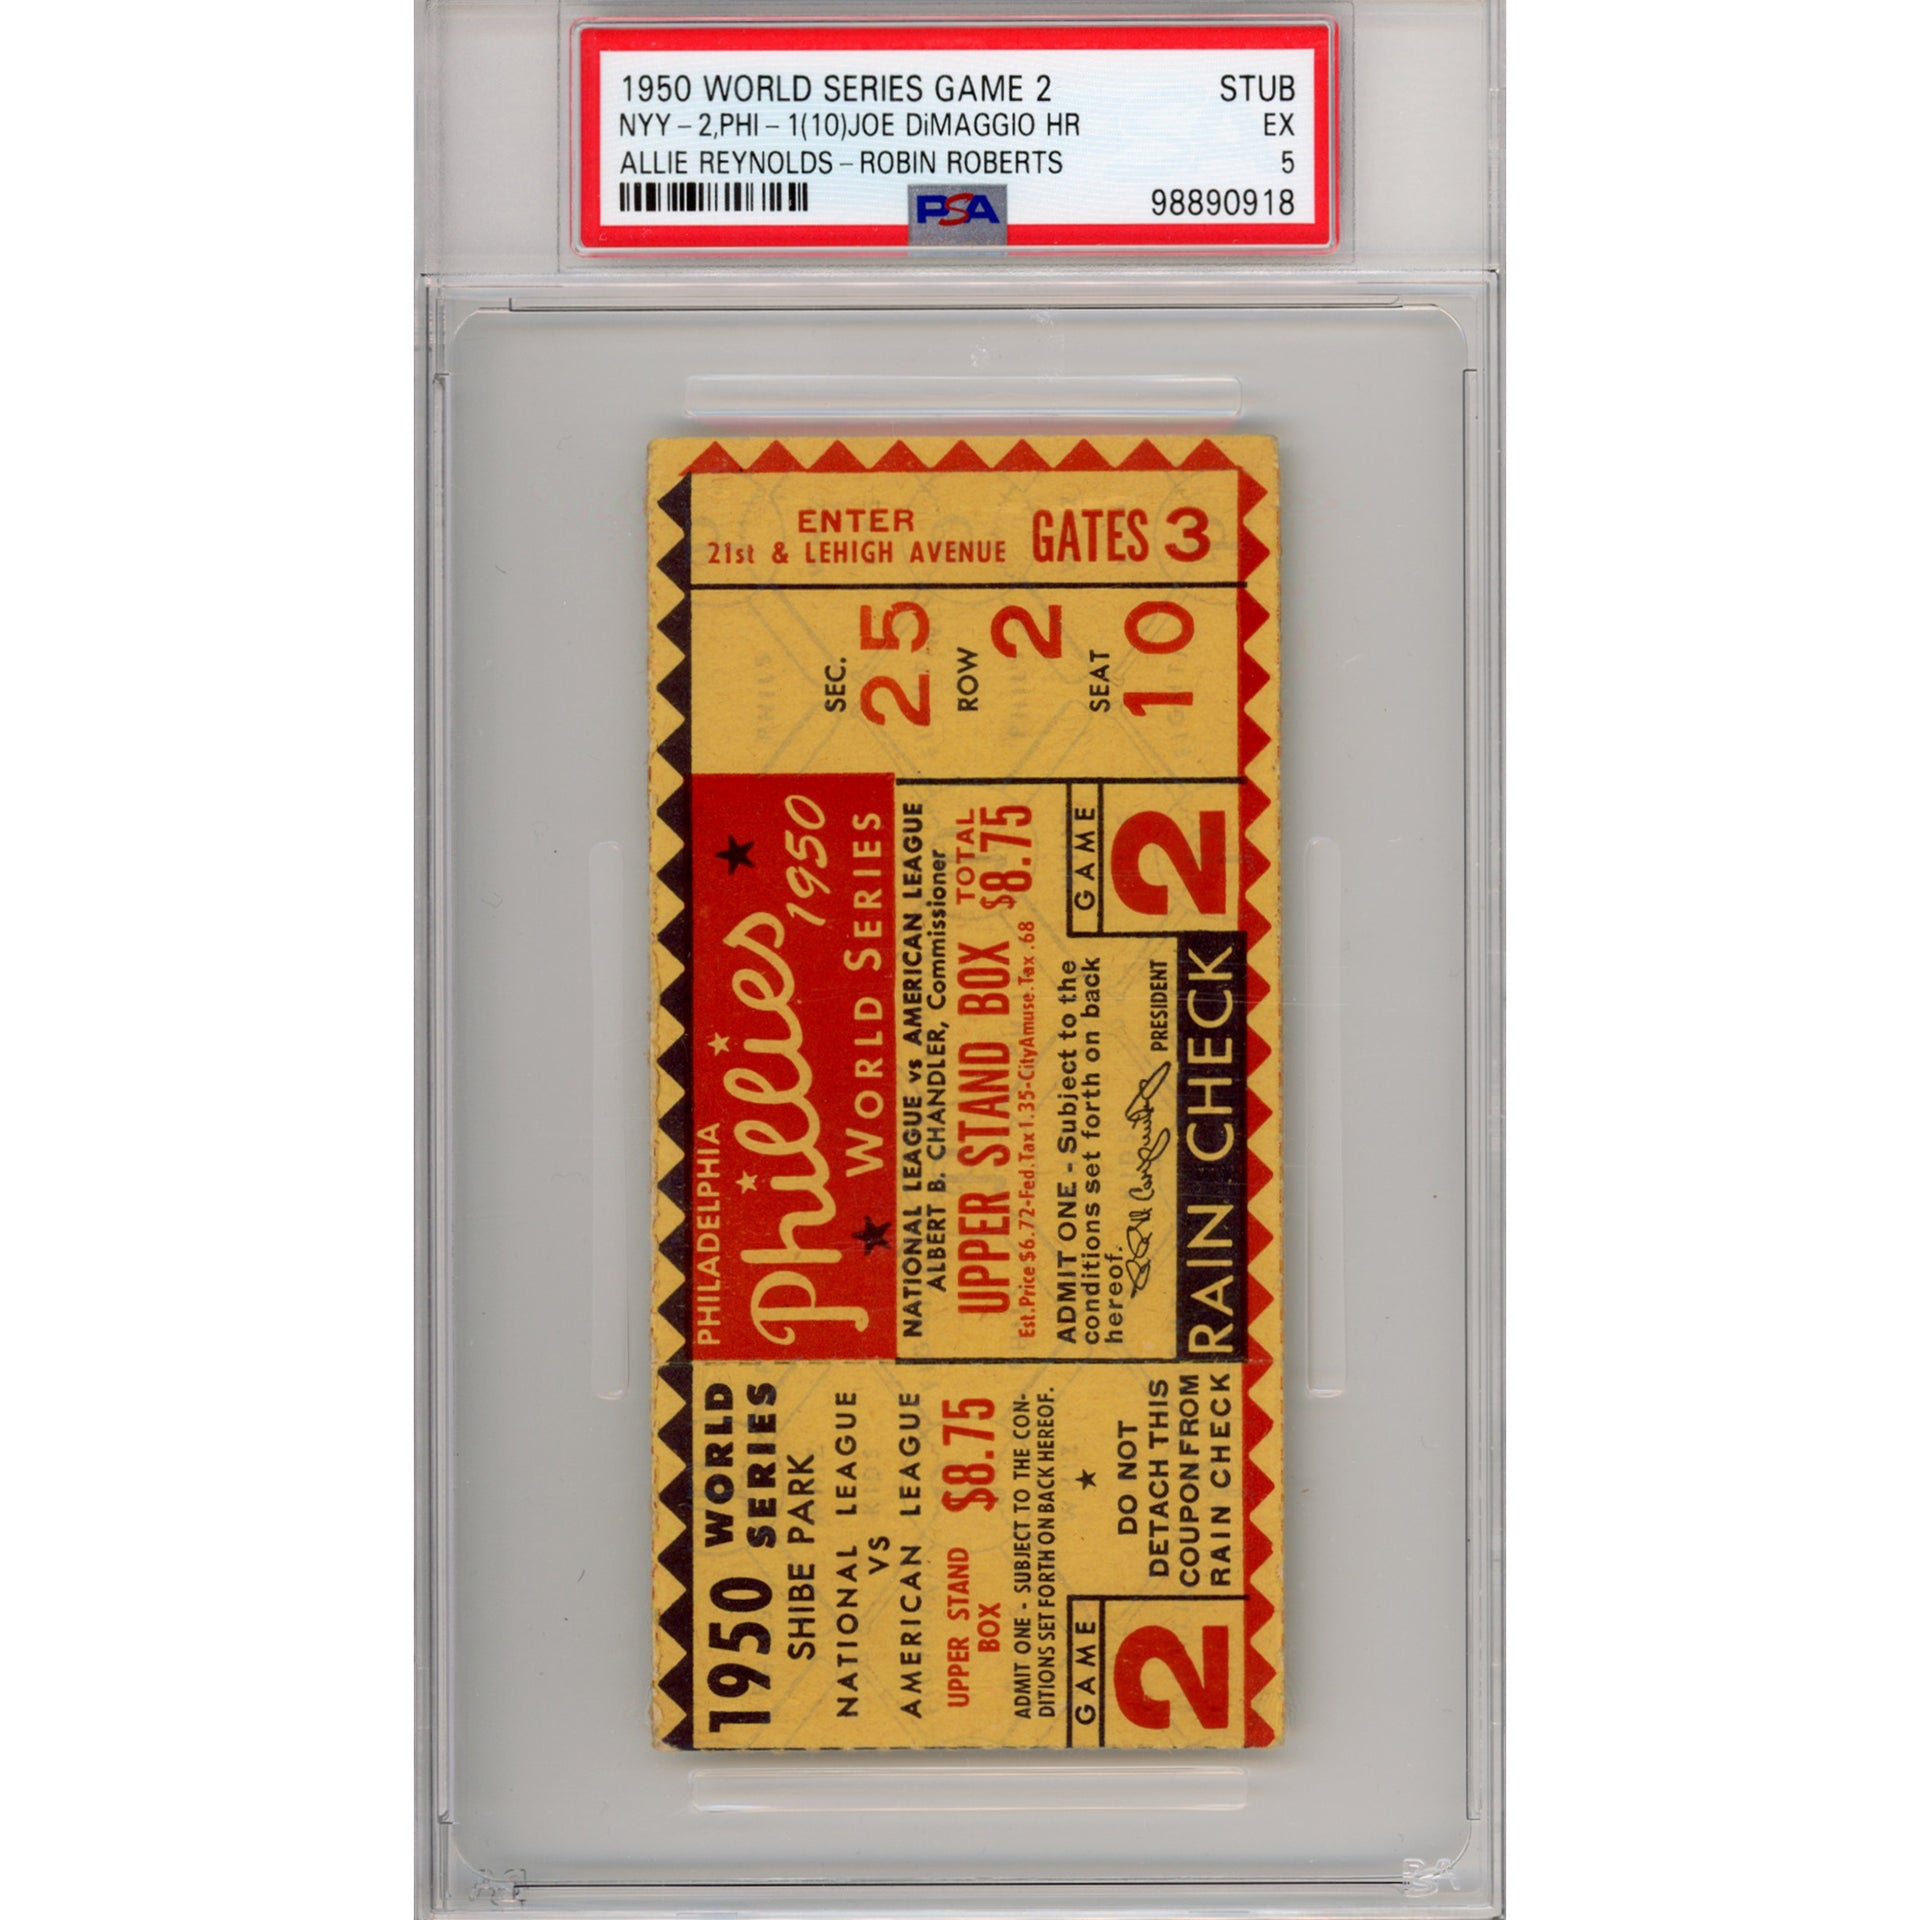 1950 WORLD SERIES GAME 2 STUB
NYY-2,PHI-1(10)JOE DiMAGGIO HR EX
ALLIE REYNOLDS-ROBIN ROBERTS 5
PSA 98890918
ENTER
21st & LEHIGH AVENUE GATES 3
SEC. 25
ROW 2
SEAT 10
PHILADELPHIA
Phillies 1950
WORLD SERIES
NATIONAL LEAGUE vs AMERICAN LEAGUE
ALBERT B. CHANDLER, Commissioner
UPPER STAND BOX TOTAL $8.75
Est.Price $6.72-Fed.Tax 1.35-CityAmuse.Tax .68
ADMIT ONE - Subject to the
conditions set forth on back
hereof.
PRESIDENT
GAME 2
RAIN CHECK
1950 WORLD
SERIES
SHIBE PARK
NATIONAL LEAGUE
VS
AMERICAN LEAGUE
UPPER STAND
BOX $8.75
ADMIT ONE - SUBJECT TO THE CON-
DITIONS SET FORTH ON BACK HEREOF.
GAME 2
DO NOT
DETACH THIS
COUPON FROM
RAIN CHECK